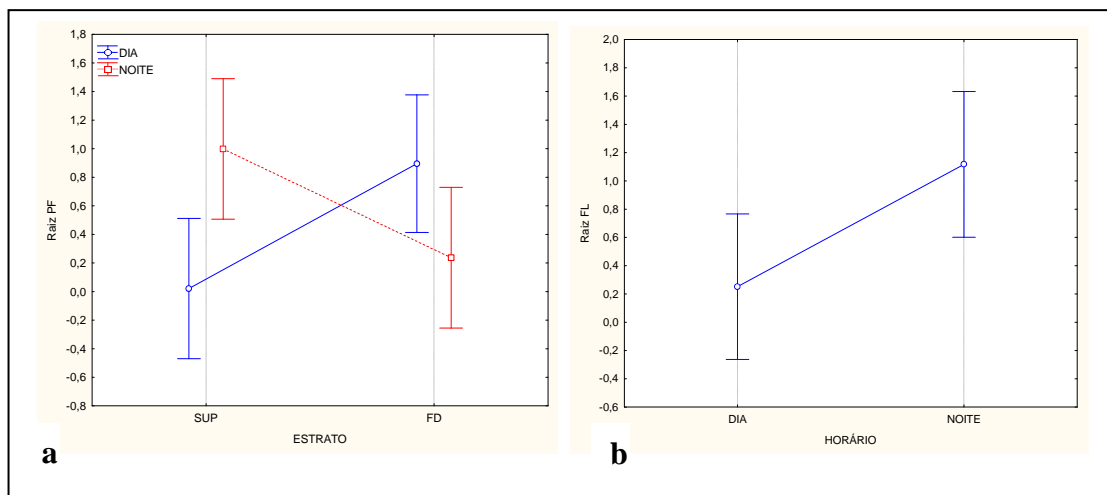 DIA
NOITE
1,8
1,6
1,4
1,2
1,0
0,8
0,6
0,4
0,2
0,0
-0,2
-0,4
-0,6
-0,8
Raiz PF
SUP FD
ESTRATO
a
2,0
1,8
1,6
1,4
1,2
1,0
0,8
0,6
0,4
0,2
0,0
-0,2
-0,4
-0,6
Raiz FL
DIA NOITE
HORÁRIO
b